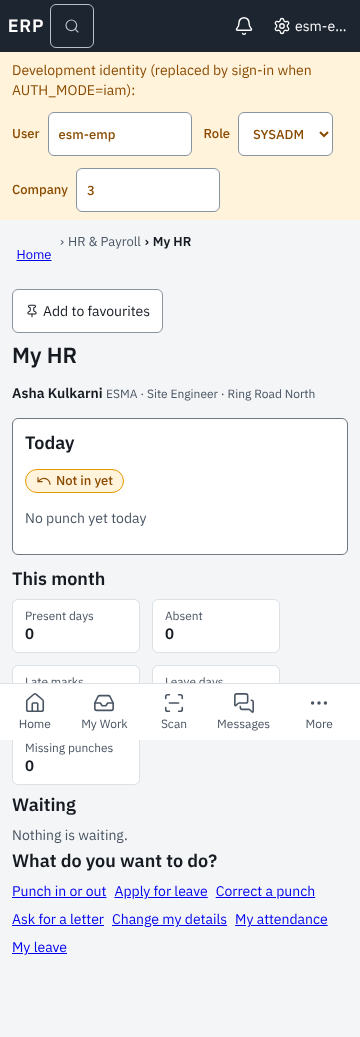 ERP
esm-e...
Development identity (replaced by sign-in when
AUTH_MODE=iam):
User esm-emp Role SYSADM
Company 3
Home › HR & Payroll › My HR
Add to favourites
My HR
Asha Kulkarni ESMA · Site Engineer · Ring Road North
Today
Not in yet
No punch yet today
This month
Present days
0
Absent
0
Late marks
Leave days
Home
My Work
Scan
Messages
More
Missing punches
0
Waiting
Nothing is waiting.
What do you want to do?
Punch in or out Apply for leave Correct a punch
Ask for a letter Change my details My attendance
My leave